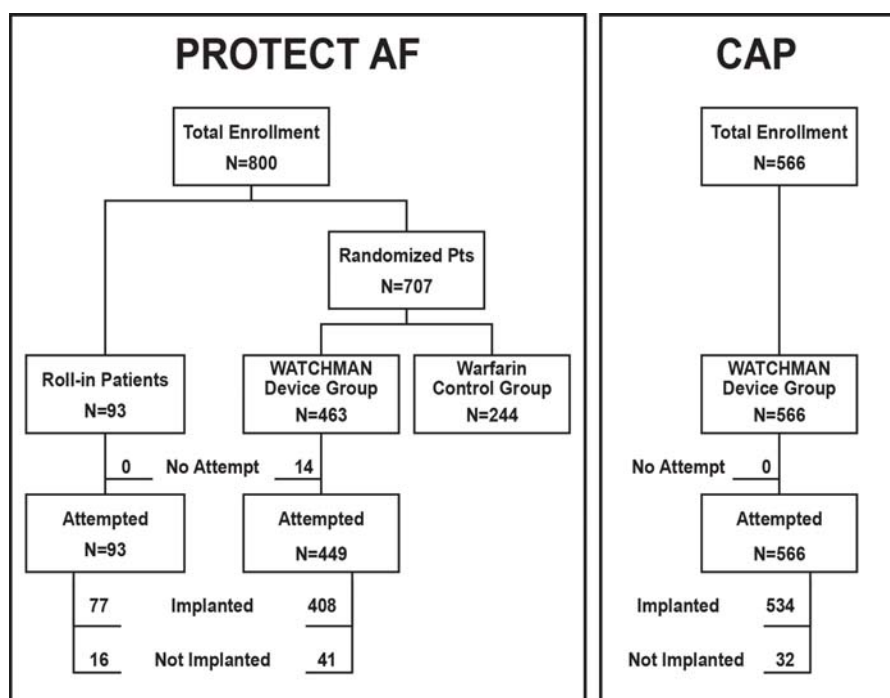 PROTECT AF
Total Enrollment
N=800
Randomized Pts
N=707
Roll-in Patients
N=93
WATCHMAN
Device Group
N=463
Warfarin
Control Group
N=244
0 No Attempt 14
Attempted
N=93
Attempted
N=449
77 Implanted 408
16 Not Implanted 41
CAP
Total Enrollment
N=566
WATCHMAN
Device Group
N=566
No Attempt 0
Attempted
N=566
Implanted 534
Not Implanted 32